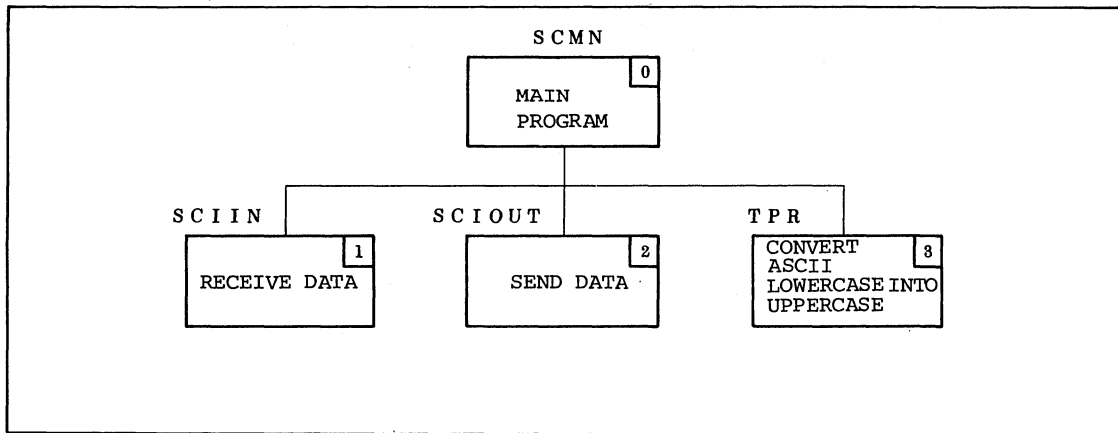 SCMN
0
MAIN
PROGRAM
SCIIN
1
RECEIVE DATA
SCIOUT
2
SEND DATA
TPR
3
CONVERT
ASCII
LOWERCASE INTO
UPPERCASE